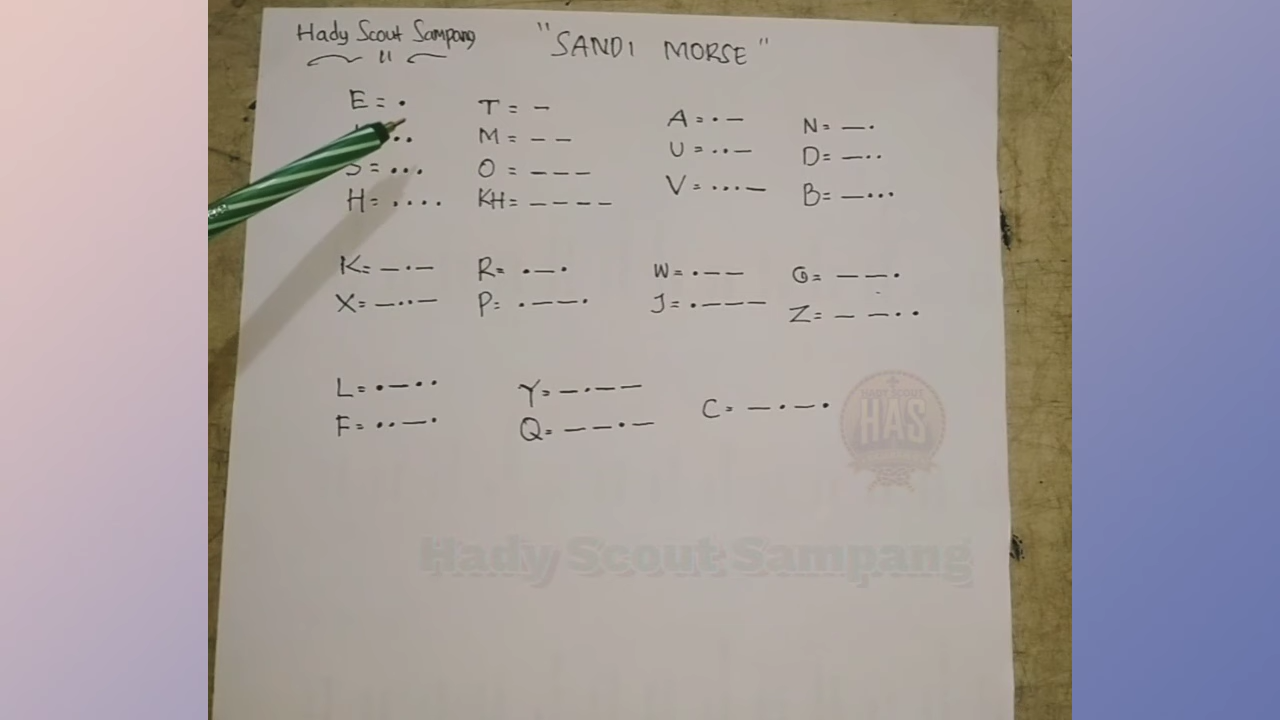 Hady Scout Sampang "SANDI MORSE"
E = • T = – A = • – N = – •
•• M = – – U = •• – D = – ••
S = ••• O = – – – V = ••• – B = – •••
H = •••• KH = – – – –
K = – • – R = • – • W = • – – G = – – •
X = – •• – P = • – – • J = • – – – Z = – – ••
L = • – •• Y = – • – – C = – • – •
F = •• – • Q = – – • –
HAS
Hady Scout Sampang